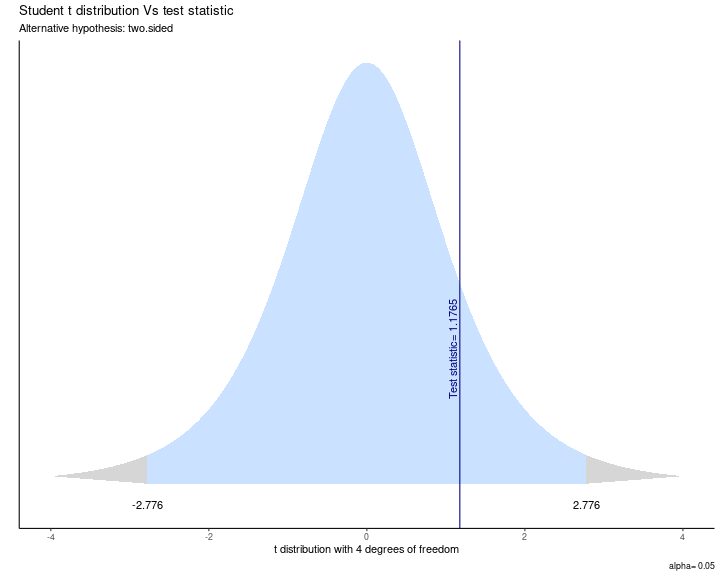 Student t distribution Vs test statistic
Alternative hypothesis: two.sided
Test statistic= 1.1765
-2.776
2.776
-4
-2
0
2
4
t distribution with 4 degrees of freedom
alpha= 0.05